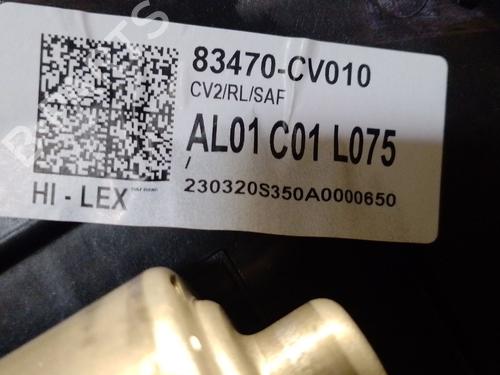 83470-CV010
CV2/RL/SAF
AL01 C01 L075
/
230320S350A0000650
HI - LEX